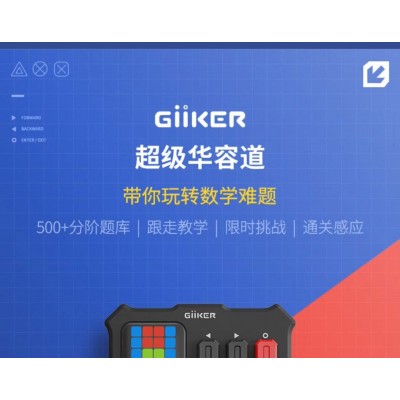 FORWARD
BACKWARD
ENTER / EXIT
GiiKER
超级华容道
带你玩转数学难题
500+分阶题库 | 跟走教学 | 限时挑战 | 通关感应
GiiKER